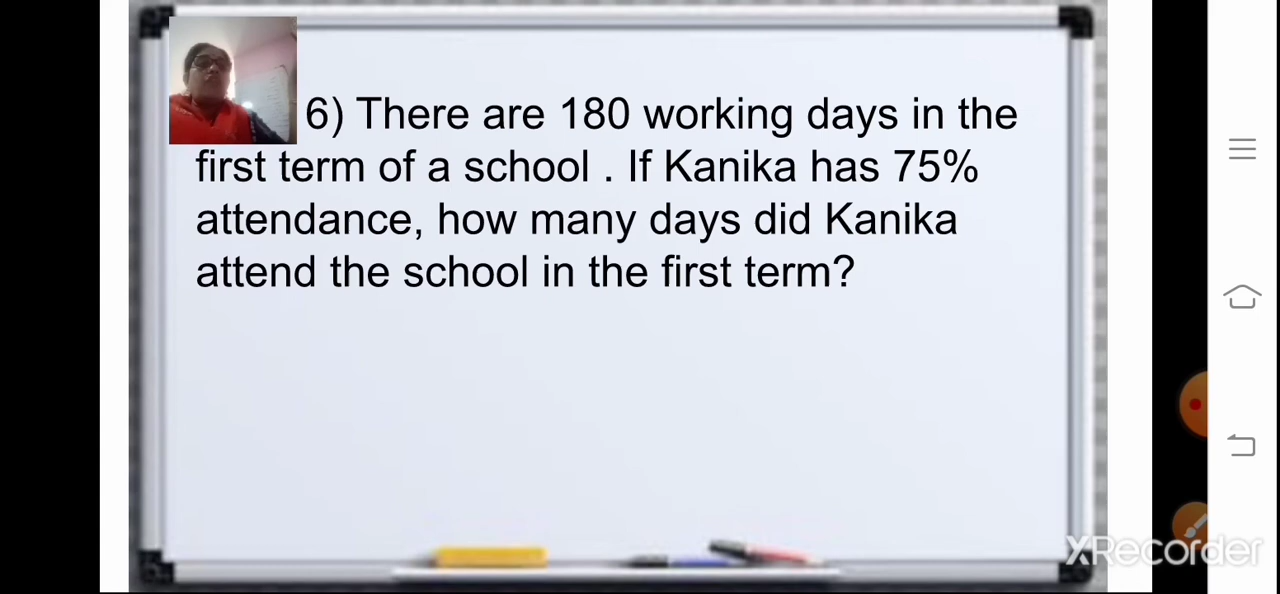 6) There are 180 working days in the
first term of a school . If Kanika has 75%
attendance, how many days did Kanika
attend the school in the first term?
XRecorder